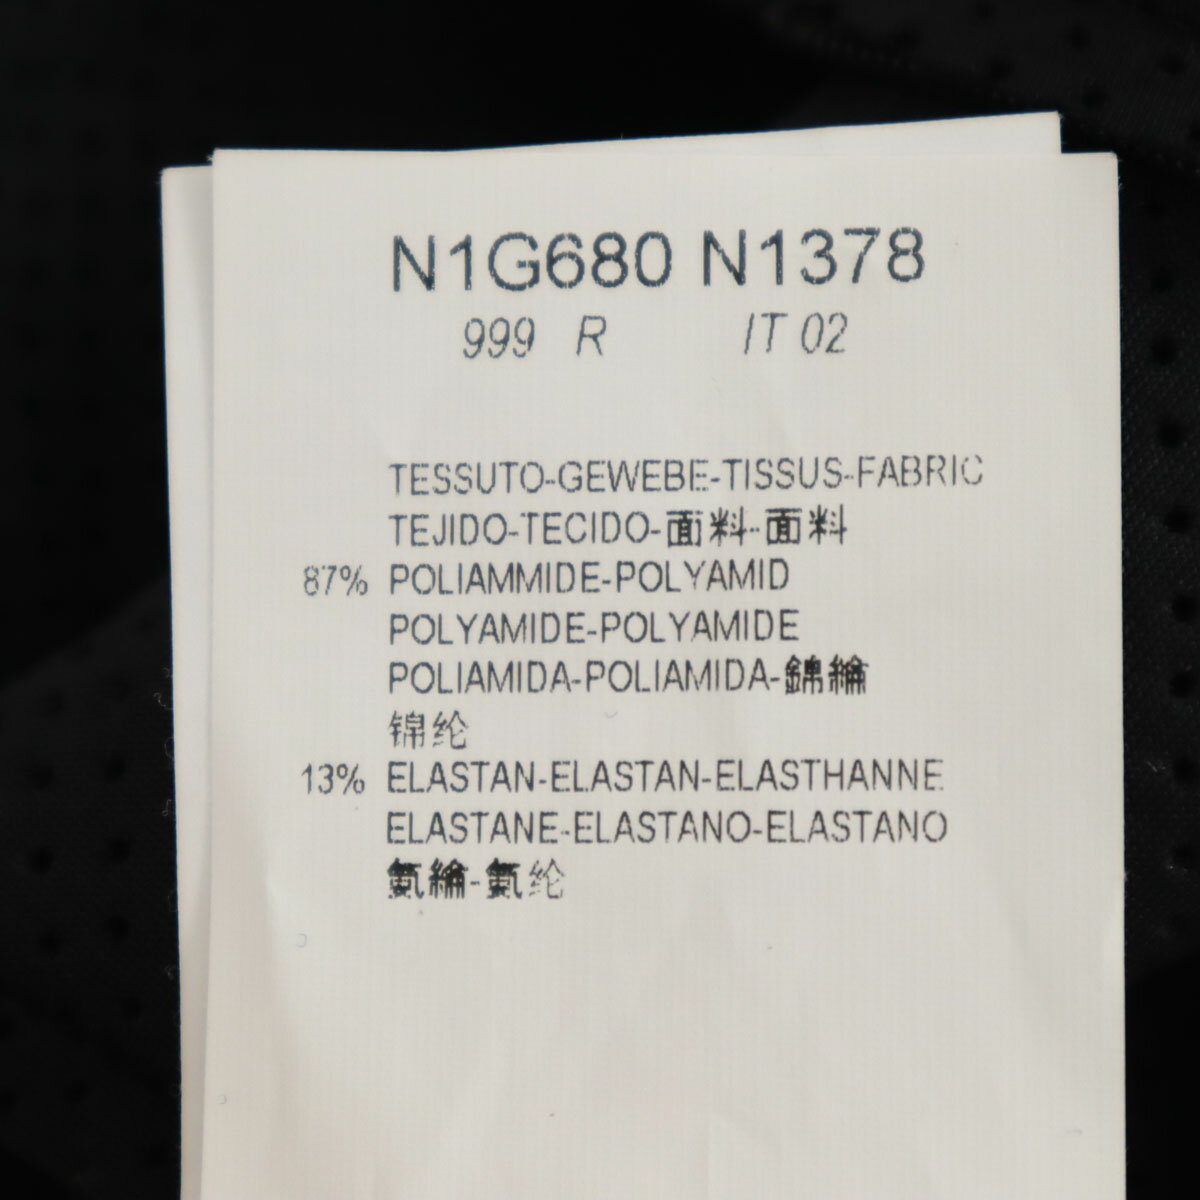 N1G680 N1378
999 R IT 02
TESSUTO-GEWEBE-TISSUS-FABRIC
TEJIDO-TECIDO-面料-面料
87% POLIAMMIDE-POLYAMID
POLYAMIDE-POLYAMIDE
POLIAMIDA-POLIAMIDA-錦綸
锦纶
13% ELASTAN-ELASTAN-ELASTHANNE
ELASTANE-ELASTANO-ELASTANO
氨綸-氨纶